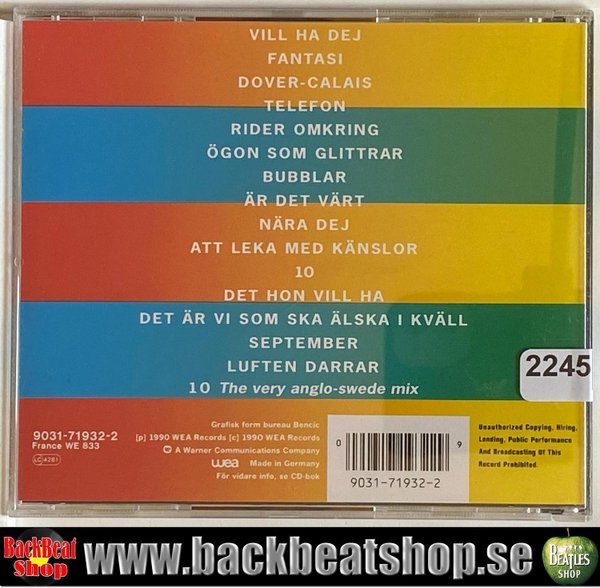 VILL HA DEJ
FANTASI
DOVER-CALAIS
TELEFON
RIDER OMKRING
ÖGON SOM GLITTRAR
BUBBLAR
ÄR DET VÄRT
NÄRA DEJ
ATT LEKA MED KÄNSLOR
10
DET HON VILL HA
DET ÄR VI SOM SKA ÄLSKA I KVÄLL
SEPTEMBER
LUFTEN DARRAR
10 The very anglo-swede mix
2245
9031-71932-2
France WE 833
LC 4281
Grafisk form bureau Bencic
[p] 1990 WEA Records [c] 1990 WEA Records
A Warner Communications Company
wea Made in Germany
För vidare info, se CD-bok
0 9
9031-71932-2
Unauthorized Copying, Hiring,
Lending, Public Performance
And Broadcasting Of This
Record Prohibited.
BackBeat
Shop
www.backbeatshop.se
BEATLES
SHOP